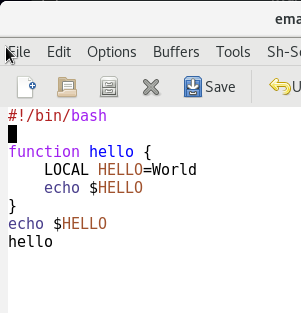 ema
File Edit Options Buffers Tools Sh-S
Save U
#!/bin/bash
function hello {
    LOCAL HELLO=World
    echo $HELLO
}
echo $HELLO
hello